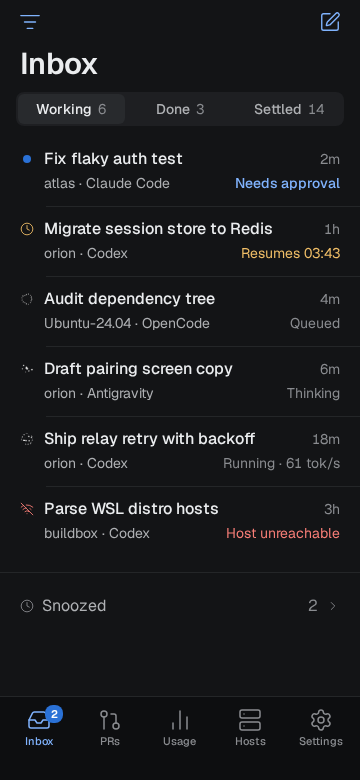 Inbox
Working 6 Done 3 Settled 14
Fix flaky auth test 2m
atlas · Claude Code Needs approval
Migrate session store to Redis 1h
orion · Codex Resumes 03:43
Audit dependency tree 4m
Ubuntu-24.04 · OpenCode Queued
Draft pairing screen copy 6m
orion · Antigravity Thinking
Ship relay retry with backoff 18m
orion · Codex Running · 61 tok/s
Parse WSL distro hosts 3h
buildbox · Codex Host unreachable
Snoozed 2
2
Inbox PRs Usage Hosts Settings